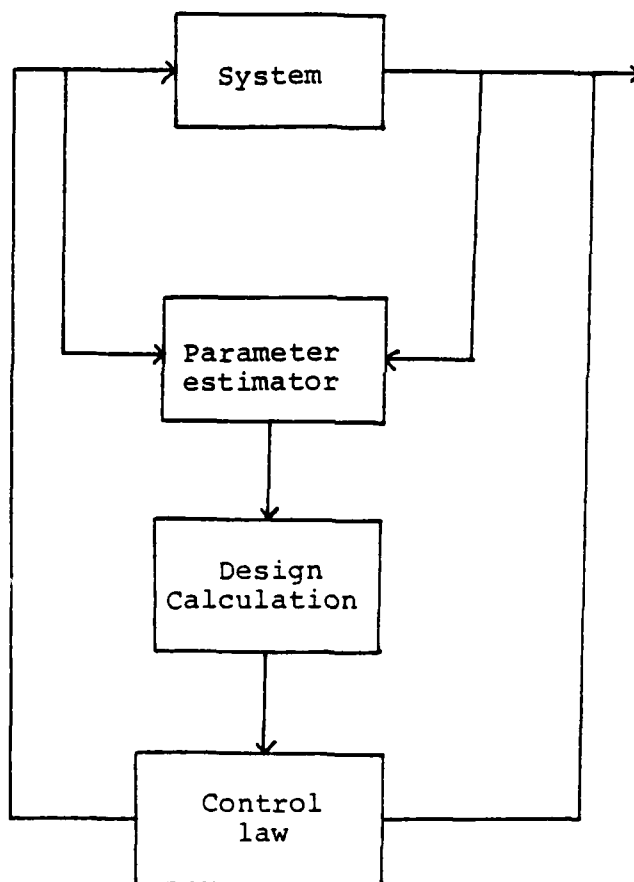 System
Parameter
estimator
Design
Calculation
Control
law